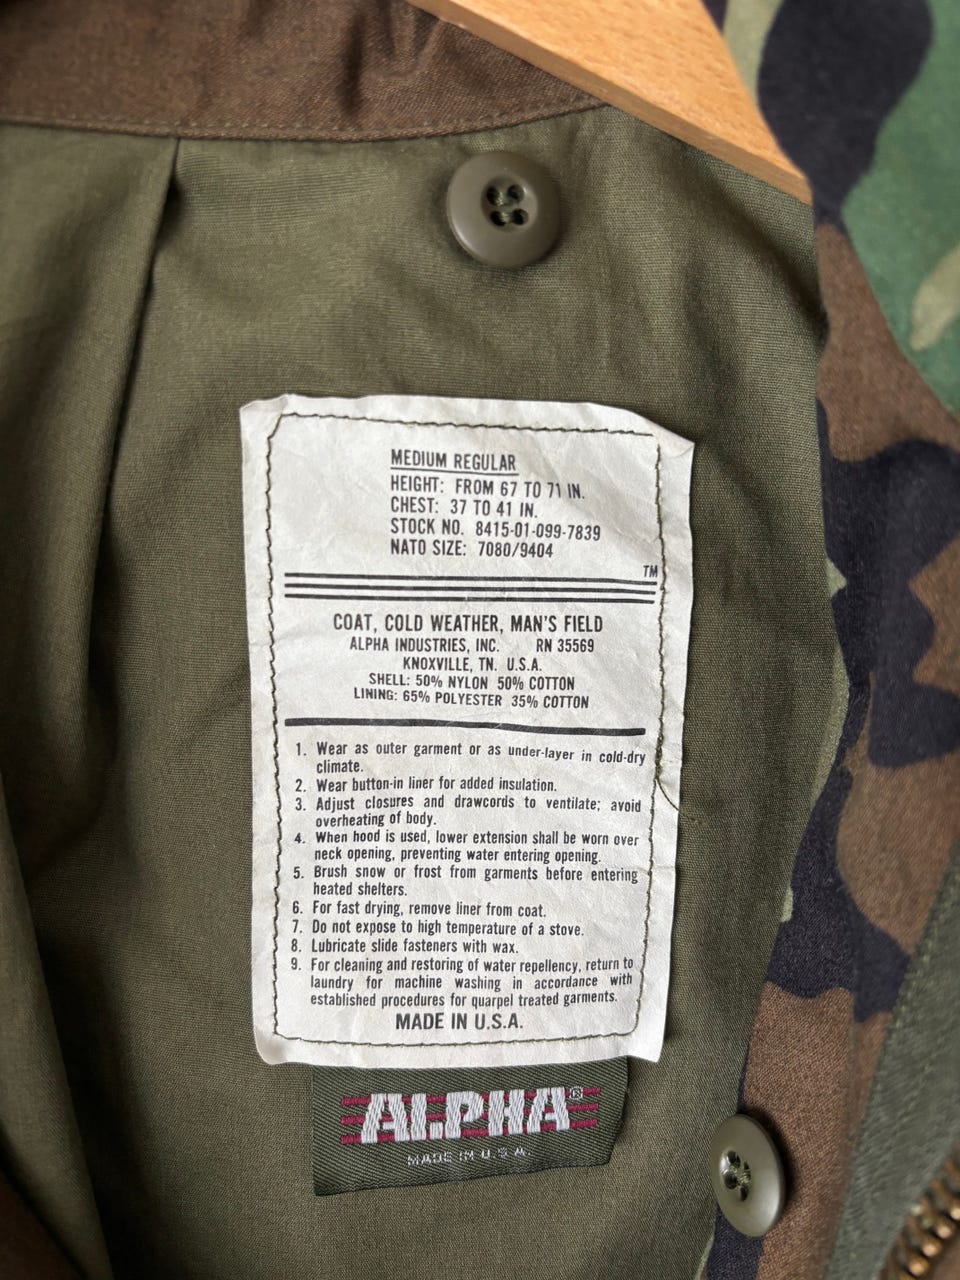 MEDIUM REGULAR
HEIGHT: FROM 67 TO 71 IN.
CHEST: 37 TO 41 IN.
STOCK NO. 8415-01-099-7839
NATO SIZE: 7080/9404
TM
COAT, COLD WEATHER, MAN'S FIELD
ALPHA INDUSTRIES, INC. RN 35569
KNOXVILLE, TN. U.S.A.
SHELL: 50% NYLON 50% COTTON
LINING: 65% POLYESTER 35% COTTON
1. Wear as outer garment or as under-layer in cold-dry
climate.
2. Wear button-in liner for added insulation.
3. Adjust closures and drawcords to ventilate; avoid
overheating of body.
4. When hood is used, lower extension shall be worn over
neck opening, preventing water entering opening.
5. Brush snow or frost from garments before entering
heated shelters.
6. For fast drying, remove liner from coat.
7. Do not expose to high temperature of a stove.
8. Lubricate slide fasteners with wax.
9. For cleaning and restoring of water repellency, return to
laundry for machine washing in accordance with
established procedures for quarpel treated garments.
MADE IN U.S.A.
ALPHA®
MADE IN U.S.A.